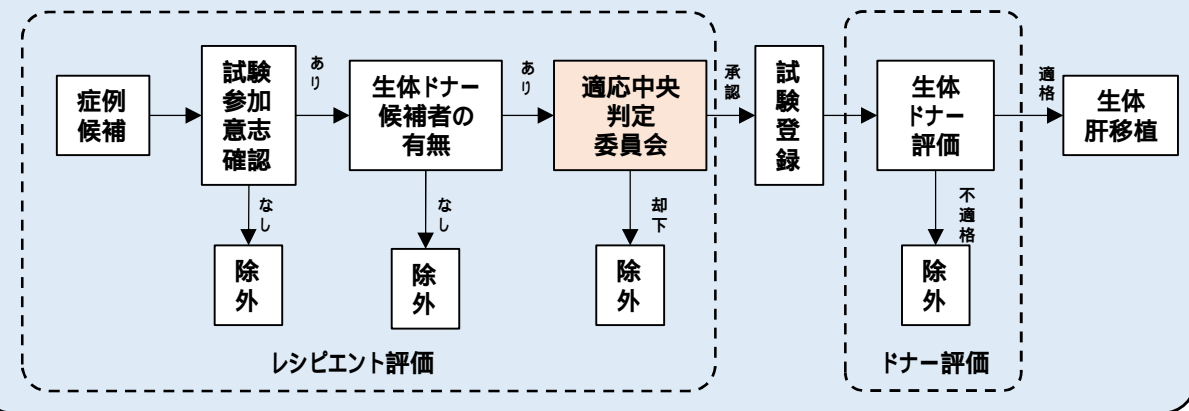 症例
候補
試験
参加
意志
確認
あり
生体ドナー
候補者の
有無
あり
適応中央
判定
委員会
承認
試験登録
生体
ドナー
評価
適格
生体
肝移植
なし
なし
却下
不適格
除外
除外
除外
除外
レシピエント評価
ドナー評価